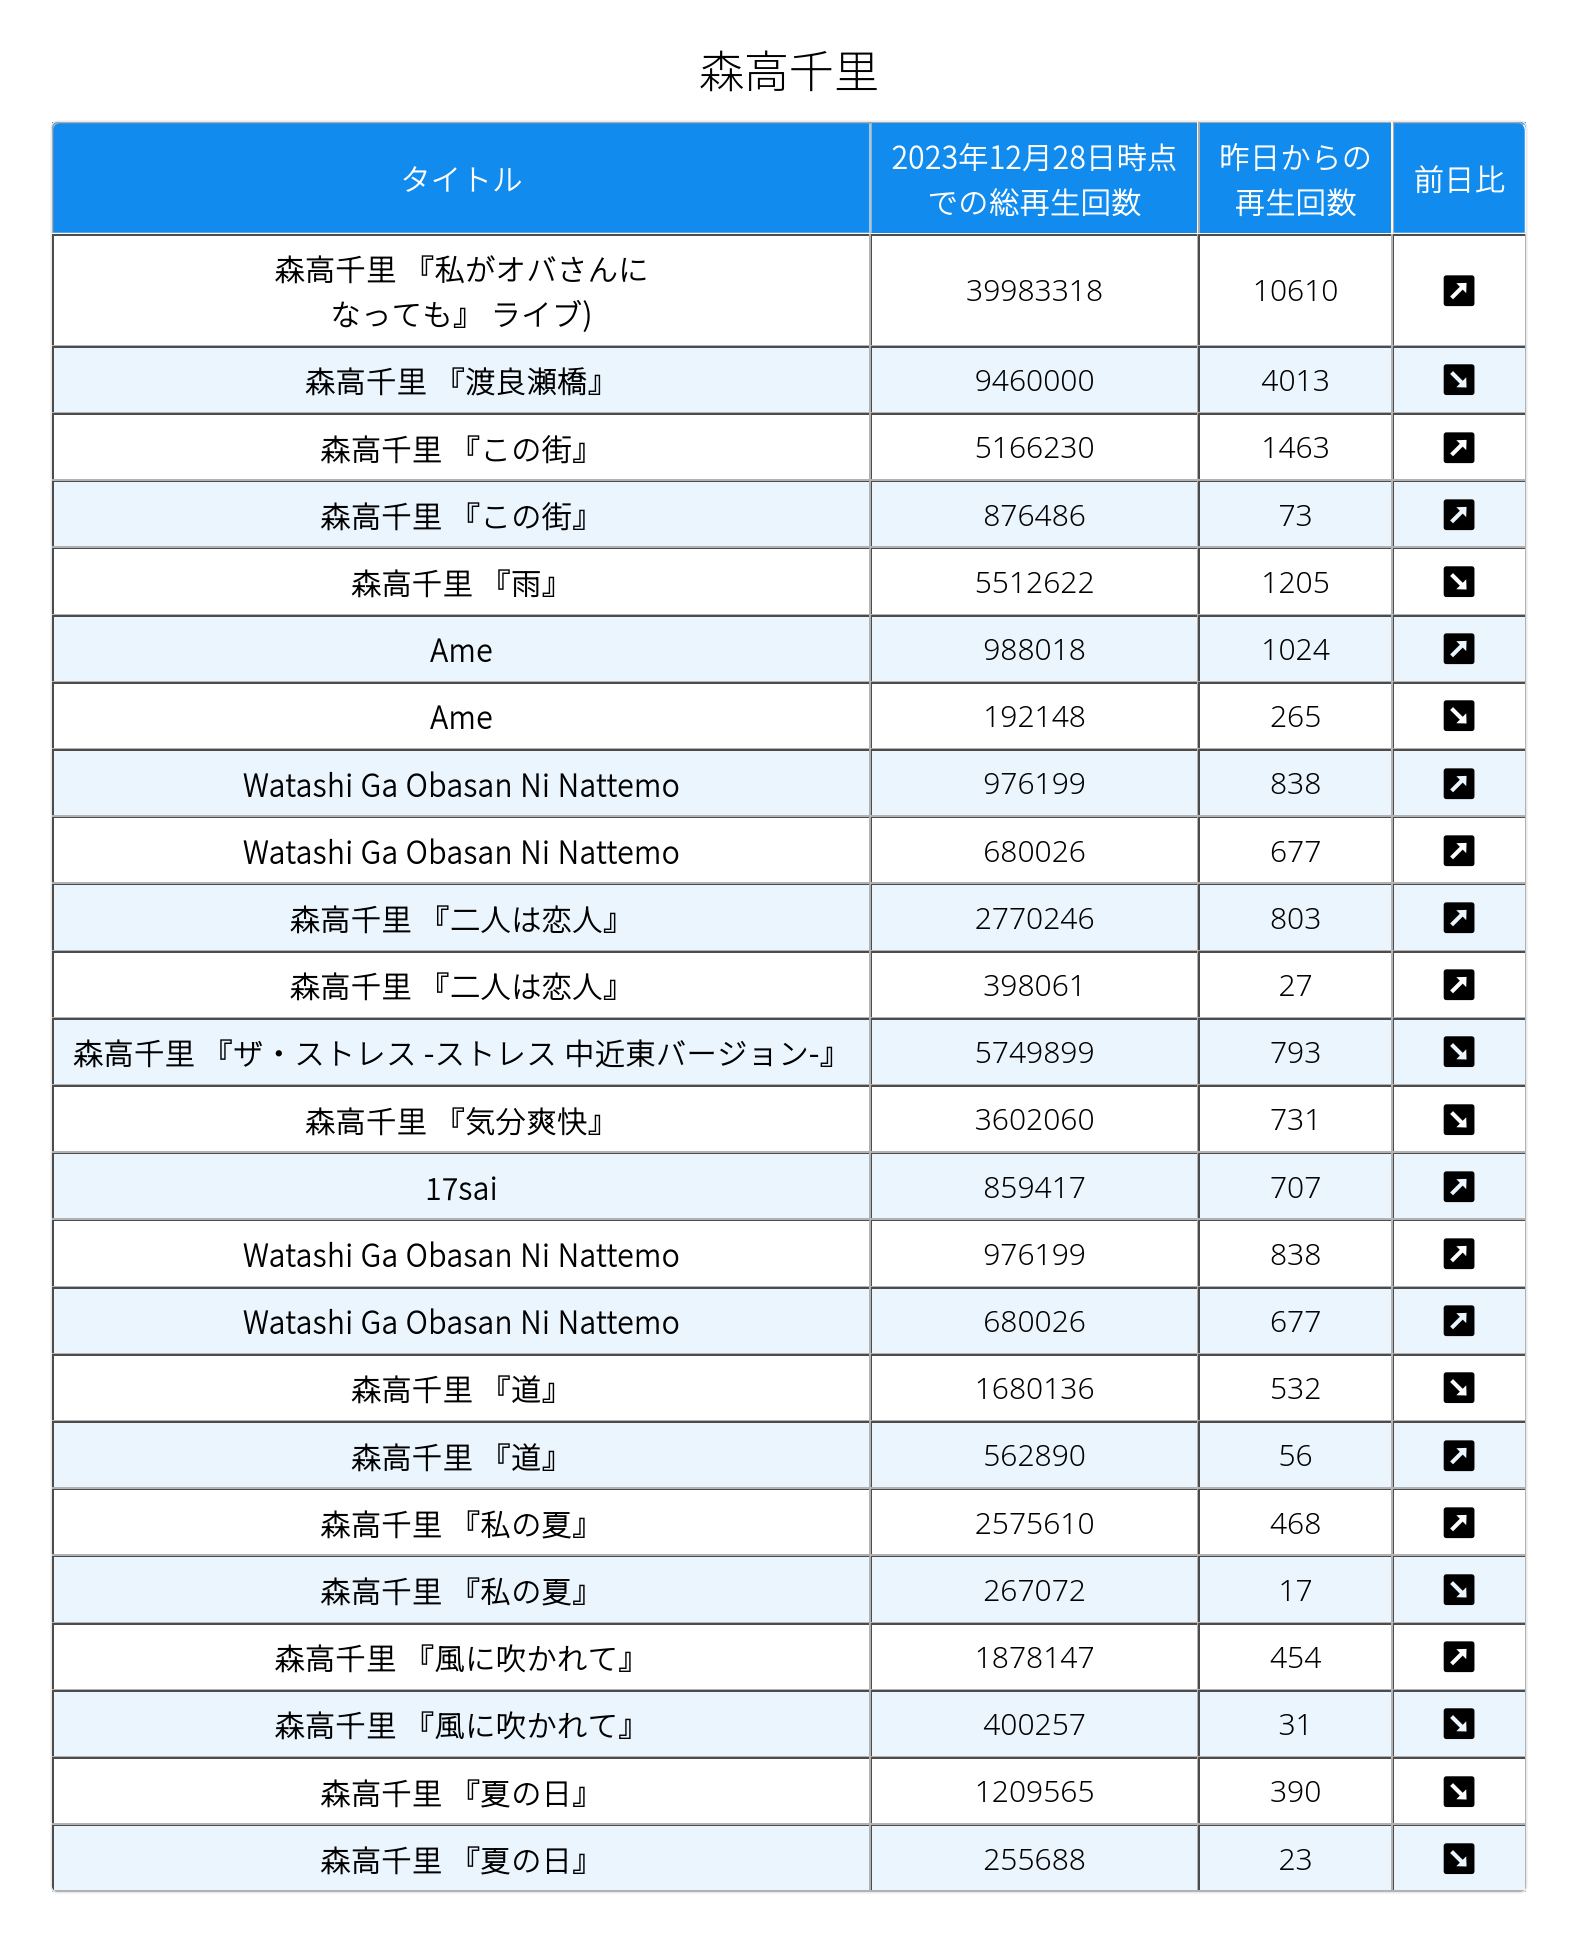 森高千里
タイトル
2023年12月28日時点
での総再生回数
昨日からの
再生回数
前日比
森高千里 『私がオバさんに
なっても』 ライブ)
39983318 10610
森高千里 『渡良瀬橋』 9460000 4013
森高千里 『この街』 5166230 1463
森高千里 『この街』 876486 73
森高千里 『雨』 5512622 1205
Ame 988018 1024
Ame 192148 265
Watashi Ga Obasan Ni Nattemo 976199 838
Watashi Ga Obasan Ni Nattemo 680026 677
森高千里 『二人は恋人』 2770246 803
森高千里 『二人は恋人』 398061 27
森高千里 『ザ・ストレス -ストレス 中近東バージョン-』 5749899 793
森高千里 『気分爽快』 3602060 731
17sai 859417 707
Watashi Ga Obasan Ni Nattemo 976199 838
Watashi Ga Obasan Ni Nattemo 680026 677
森高千里 『道』 1680136 532
森高千里 『道』 562890 56
森高千里 『私の夏』 2575610 468
森高千里 『私の夏』 267072 17
森高千里 『風に吹かれて』 1878147 454
森高千里 『風に吹かれて』 400257 31
森高千里 『夏の日』 1209565 390
森高千里 『夏の日』 255688 23